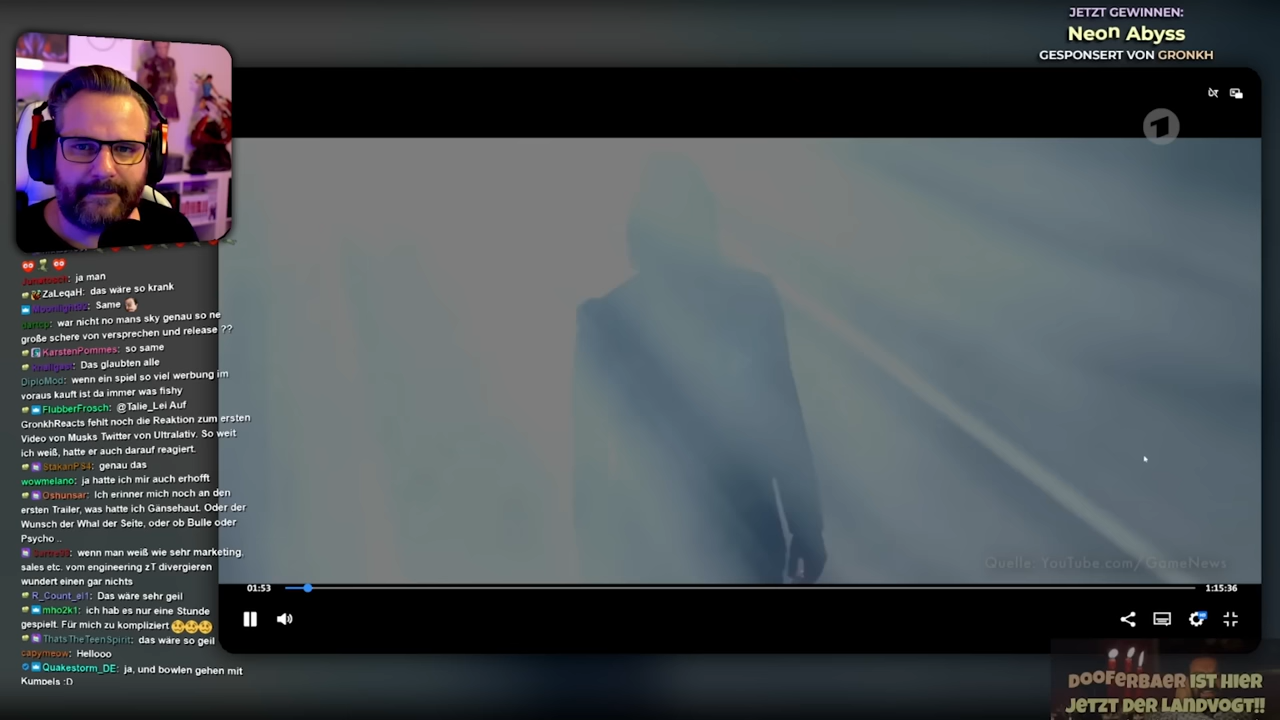 JETZT GEWINNEN:
Neon Abyss
GESPONSERT VON GRONKH
ja man
ZaLeqaH: das wäre so krank
Moonlight92: Same
war nicht no mans sky genau so ne
große schere von versprechen und release ??
KarstenPommes: so same
Das glaubten alle
DiploMod: wenn ein spiel so viel werbung im
voraus kauft ist da immer was fishy
FlubberFrosch: @Talie_Lei Auf
GronkhReacts fehlt noch die Reaktion zum ersten
Video von Musks Twitter von Ultralativ. So weit
ich weiß, hatte er auch darauf reagiert.
StakanPS4: genau das
wowmelano: ja hatte ich mir auch erhofft
Oshunsar: Ich erinner mich noch an den
ersten Trailer, was hatte ich Gänsehaut. Oder der
Wunsch der Whal der Seite, oder ob Bulle oder
Psycho ..
wenn man weiß wie sehr marketing,
sales etc. vom engineering zT divergieren
wundert einen gar nichts
R_Count_el1: Das wäre sehr geil
mho2k1: ich hab es nur eine Stunde
gespielt. Für mich zu kompliziert
ThatsTheTeenSpirit: das wäre so geil
capymeow: Hellooo
Quakestorm_DE: ja, und bowlen gehen mit
Kumpels :D
1
Quelle: YouTube.com/GameNews
01:53
1:15:36
DOOFERBAER IST HIER
JETZT DER LANDVOGT!!